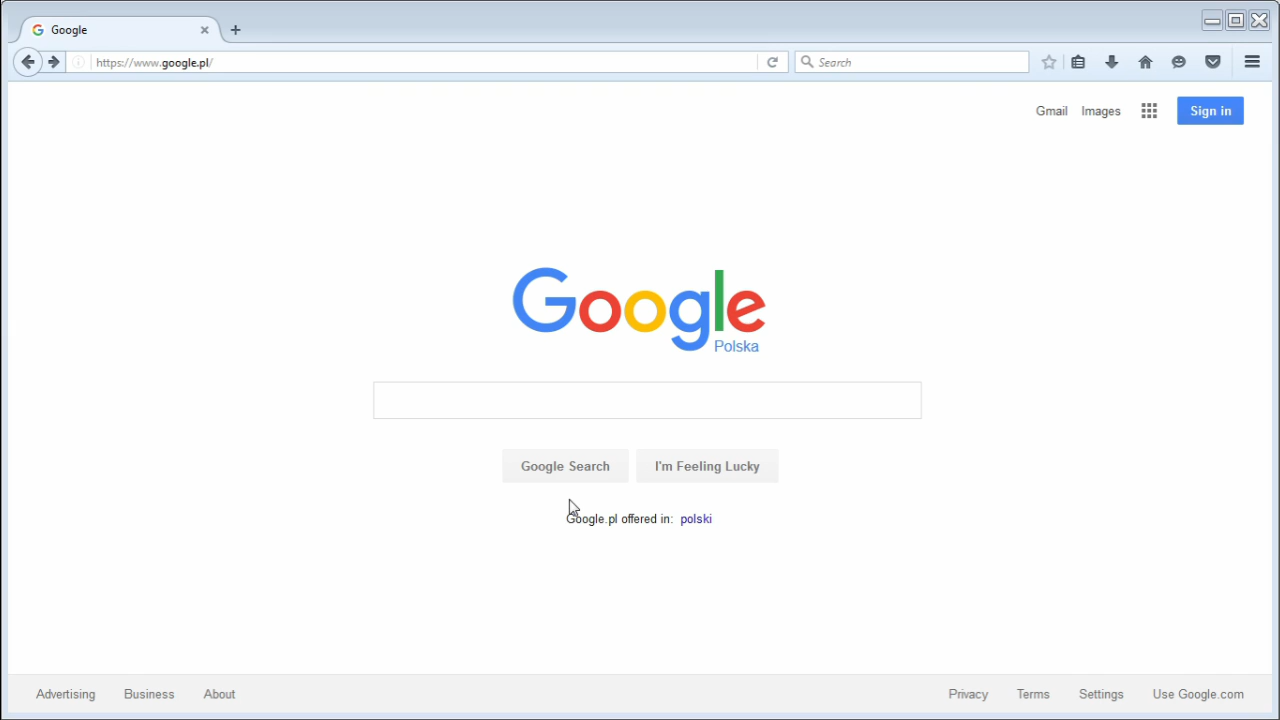 Google
https://www.google.pl/
Search
Gmail Images Sign in
Google
Polska
Google Search I'm Feeling Lucky
Google.pl offered in: polski
Advertising Business About Privacy Terms Settings Use Google.com